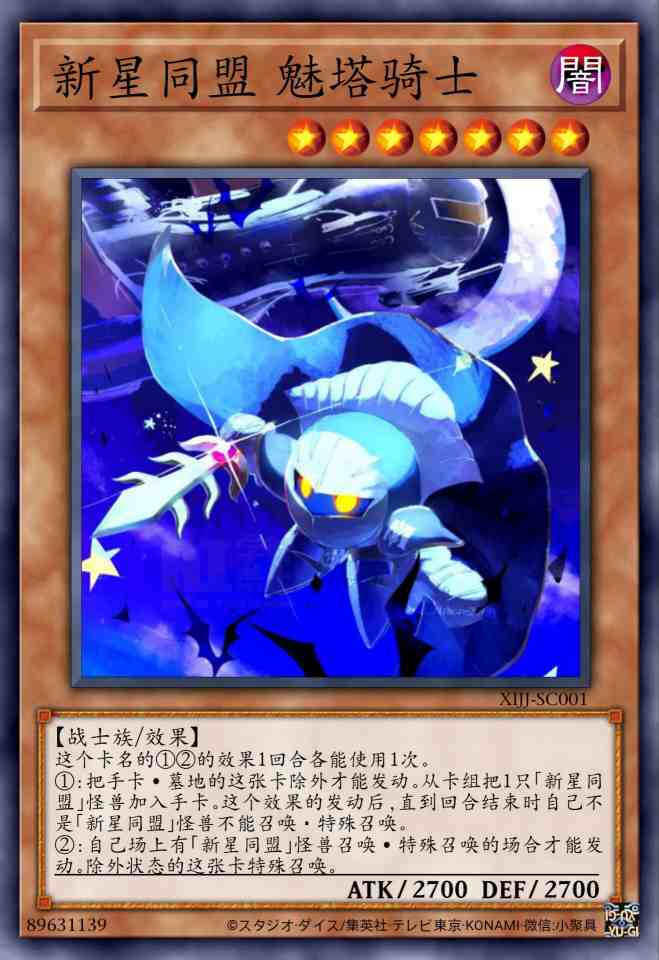 新星同盟 魅塔骑士
闇
XIJJ-SC001
【战士族/效果】
这个卡名的①②的效果1回合各能使用1次。
①:把手卡·墓地的这张卡除外才能发动。从卡组把1只「新星同
盟」怪兽加入手卡。这个效果的发动后,直到回合结束时自己不
是「新星同盟」怪兽不能召唤·特殊召唤。
②:自己场上有「新星同盟」怪兽召唤·特殊召唤的场合才能发
动。除外状态的这张卡特殊召唤。
ATK/2700 DEF/2700
89631139 ©スタジオ·ダイス/集英社·テレビ東京·KONAMI·微信:小聚具